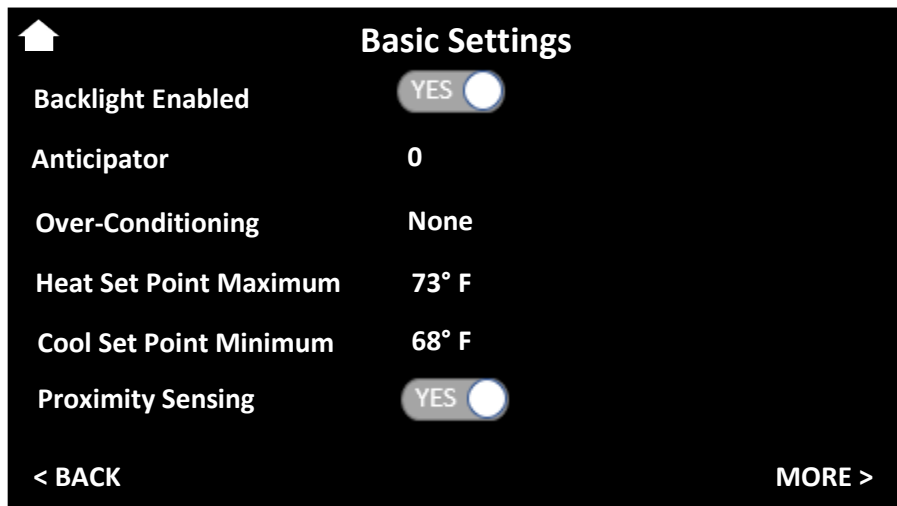 Basic Settings
Backlight Enabled YES
Anticipator 0
Over-Conditioning None
Heat Set Point Maximum 73° F
Cool Set Point Minimum 68° F
Proximity Sensing YES
< BACK MORE >